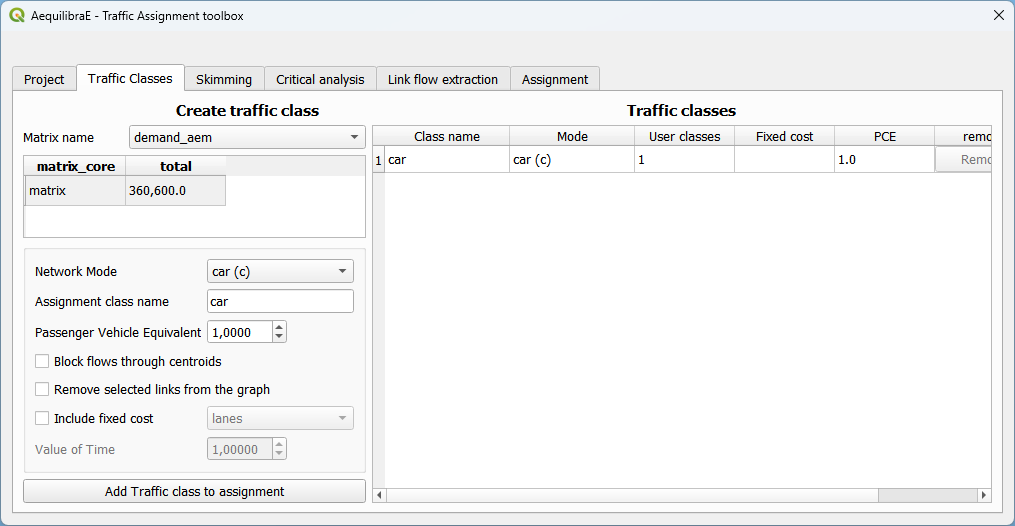 AequilibraE - Traffic Assignment toolbox
Project Traffic Classes Skimming Critical analysis Link flow extraction Assignment
Create traffic class
Matrix name demand_aem
matrix_core total
matrix 360,600.0
Network Mode car (c)
Assignment class name car
Passenger Vehicle Equivalent 1,0000
Block flows through centroids
Remove selected links from the graph
Include fixed cost lanes
Value of Time 1,00000
Add Traffic class to assignment
Traffic classes
Class name Mode User classes Fixed cost PCE remo
1 car car (c) 1 1.0 Remo